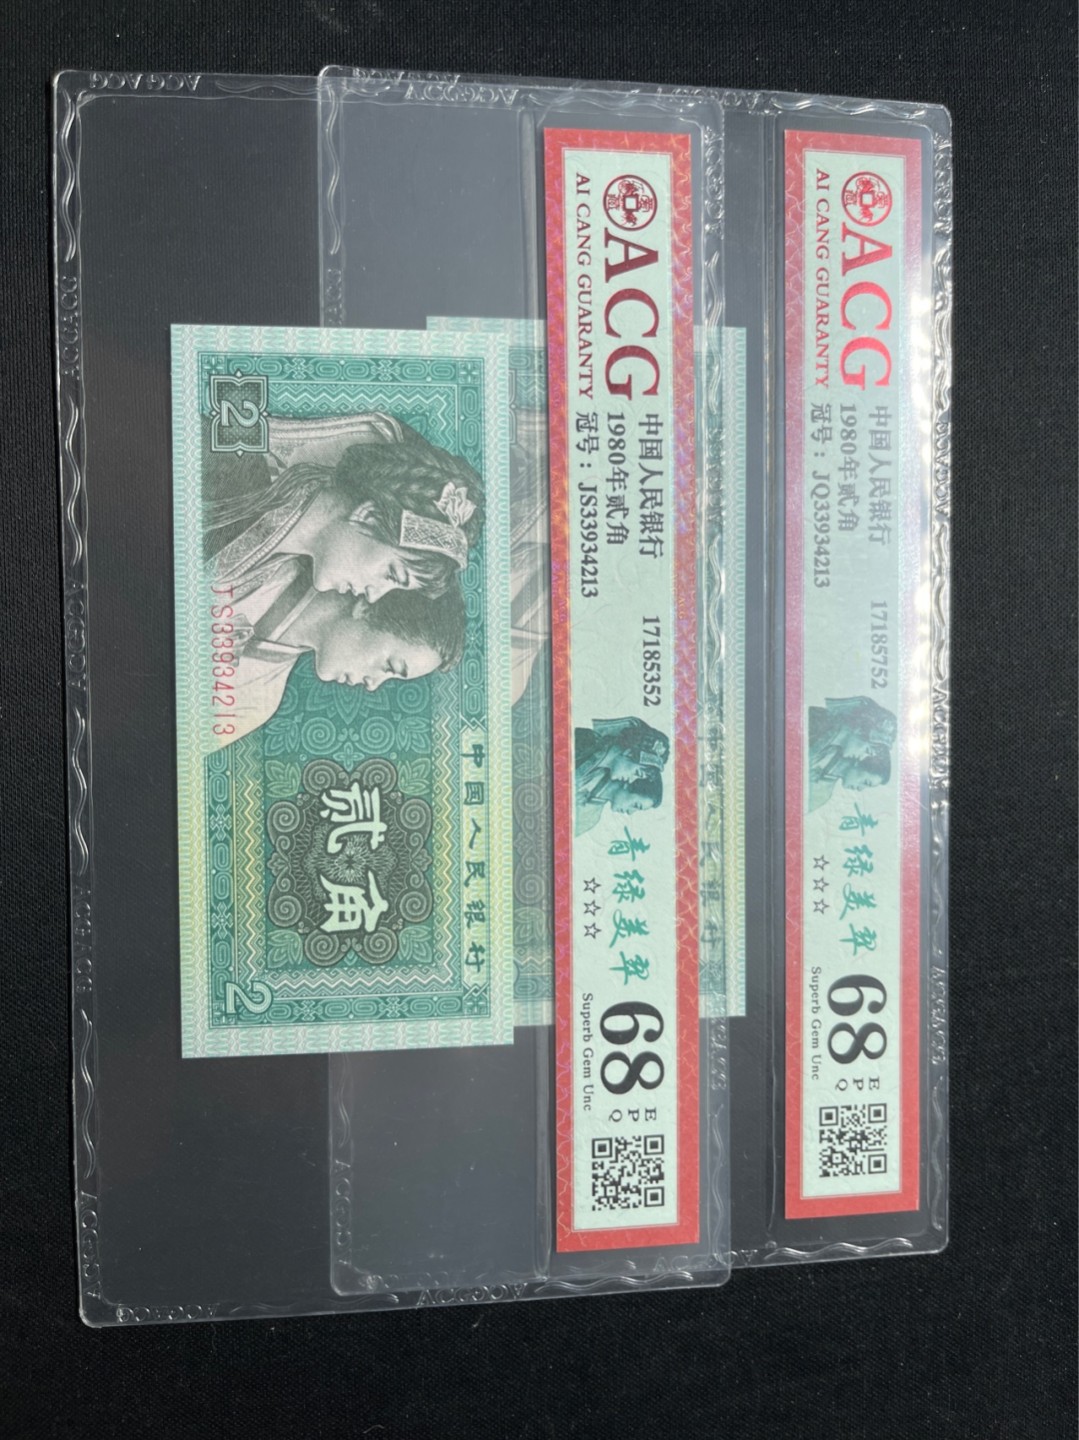 ACG
AI CANG GUARANTY
中国人民银行
1980年贰角
冠号：JQ33934213
17185752
青绿美翠
☆☆☆
68
EPQ
Superb Gem Unc
ACG
AI CANG GUARANTY
中国人民银行
1980年贰角
冠号：JS33934213
17185352
青绿美翠
☆☆☆
68
EPQ
Superb Gem Unc
中国人民银行
贰角
2
2
JS33934213